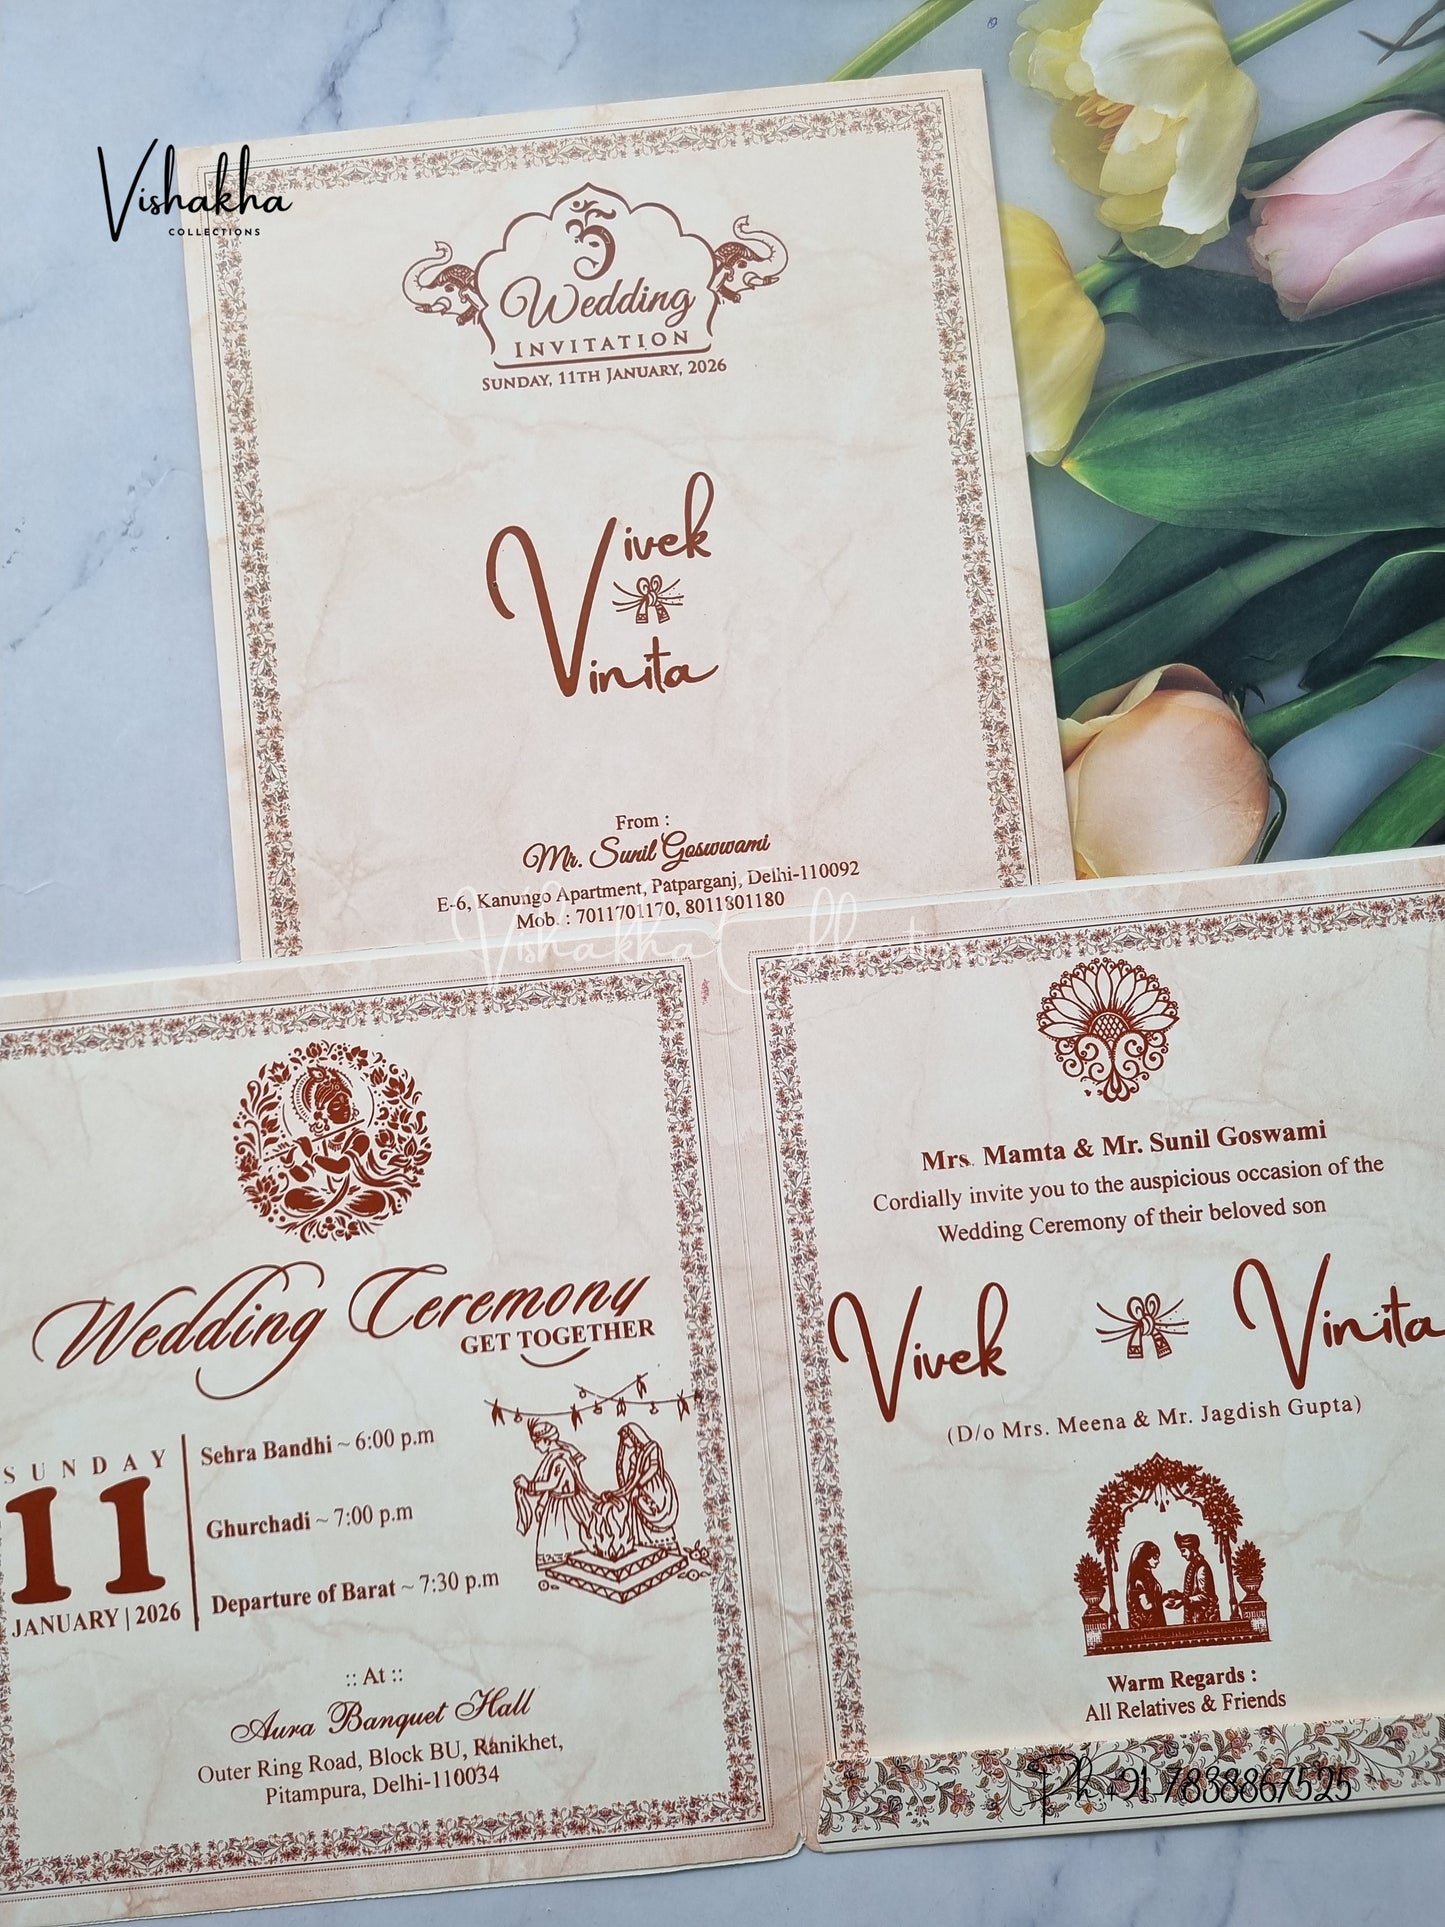 Vishakha
COLLECTIONS
ॐ
Wedding
INVITATION
SUNDAY, 11TH JANUARY, 2026
Vivek
Vinita
From :
Mr. Sunil Goswwami
E-6, Kanungo Apartment, Patparganj, Delhi-110092
Mob. : 7011701170, 8011801180
Vishakha Collections
Wedding Ceremony
GET TOGETHER
SUNDAY
11
JANUARY | 2026
Sehra Bandhi ~ 6:00 p.m
Ghurchadi ~ 7:00 p.m
Departure of Barat ~ 7:30 p.m
:: At ::
Aura Banquet Hall
Outer Ring Road, Block BU, Ranikhet,
Pitampura, Delhi-110034
Mrs. Mamta & Mr. Sunil Goswami
Cordially invite you to the auspicious occasion of the
Wedding Ceremony of their beloved son
Vivek Vinita
(D/o Mrs. Meena & Mr. Jagdish Gupta)
Warm Regards :
All Relatives & Friends
Ph +91 7838867525